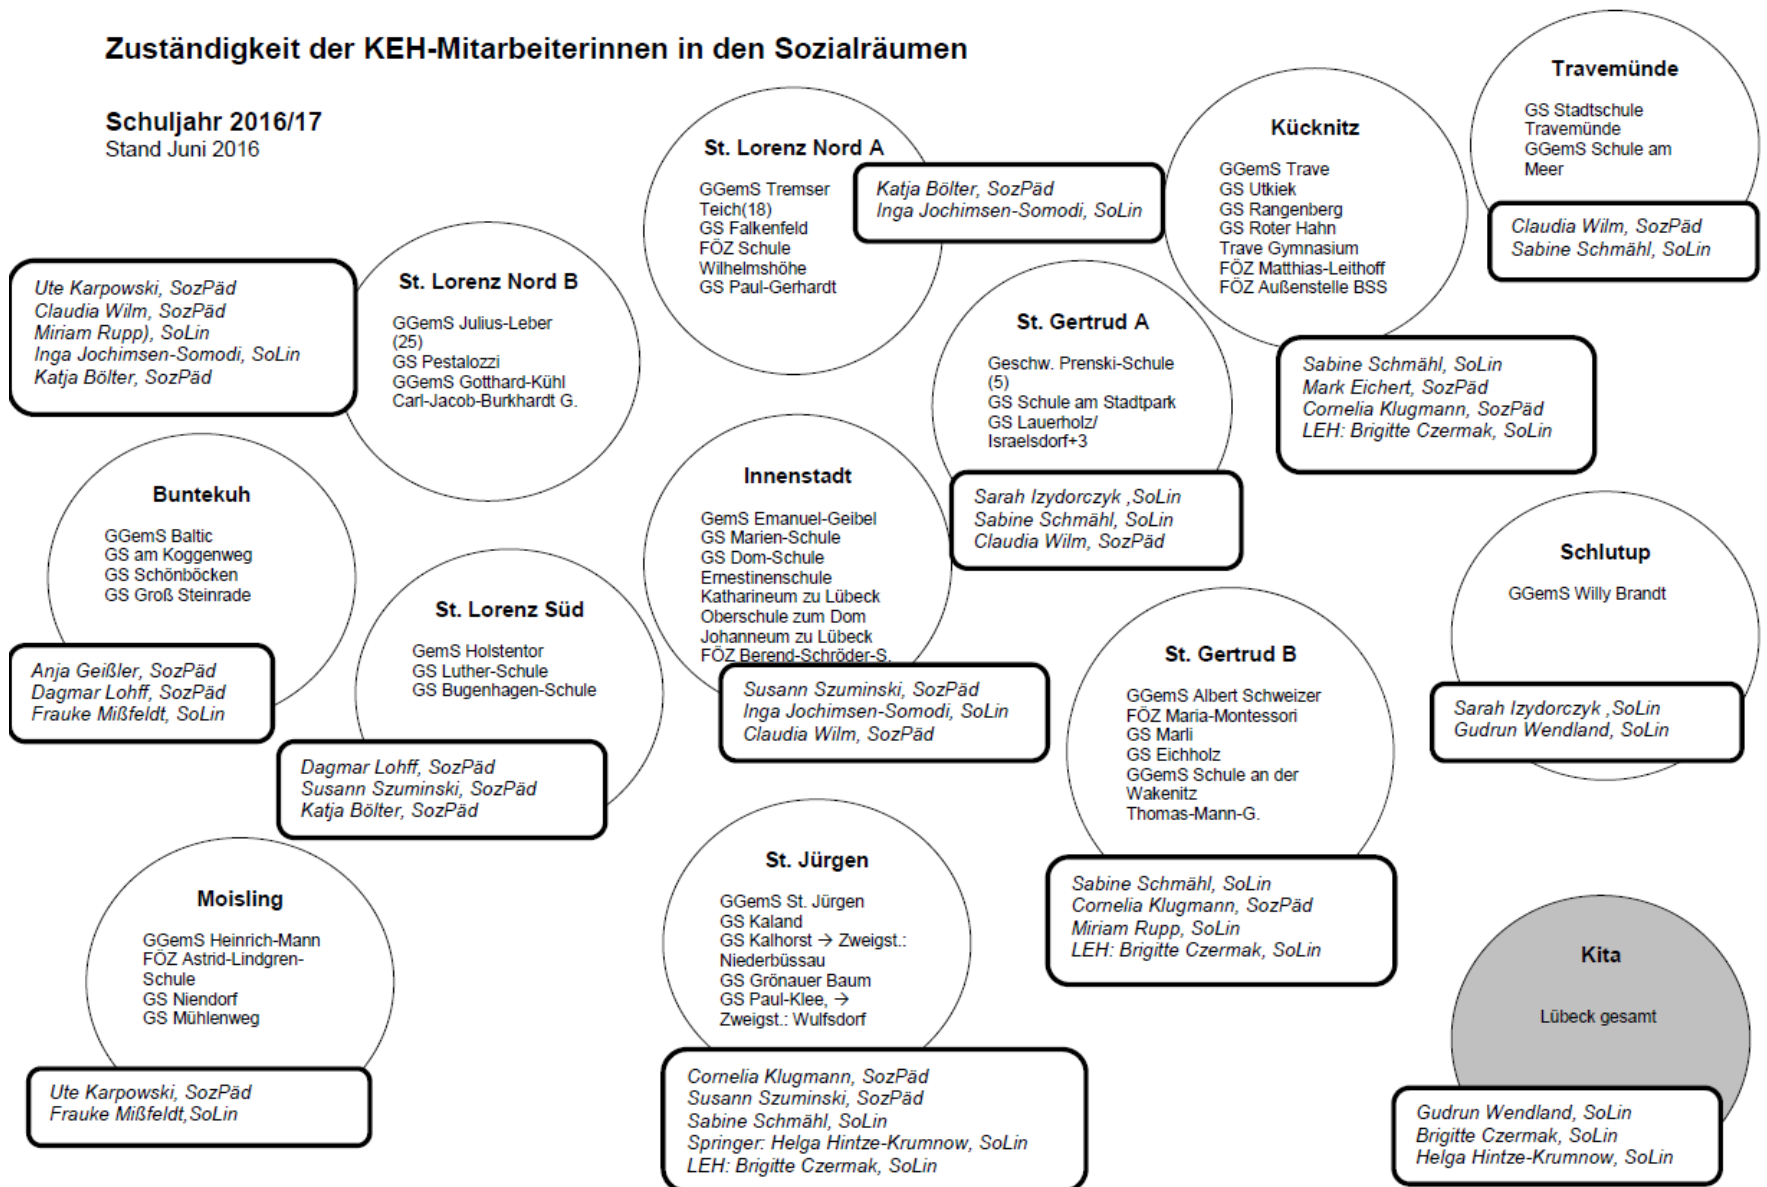 Zuständigkeit der KEH-Mitarbeiterinnen in den Sozialräumen
Schuljahr 2016/17
Stand Juni 2016
St. Lorenz Nord A
GGemS Tremser
Teich(18)
GS Falkenfeld
FÖZ Schule
Wilhelmshöhe
GS Paul-Gerhardt
Katja Bölter, SozPäd
Inga Jochimsen-Somodi, SoLin
Kücknitz
GGemS Trave
GS Utkiek
GS Rangenberg
GS Roter Hahn
Trave Gymnasium
FÖZ Matthias-Leithoff
FÖZ Außenstelle BSS
Sabine Schmähl, SoLin
Mark Eichert, SozPäd
Cornelia Klugmann, SozPäd
LEH: Brigitte Czermak, SoLin
Travemünde
GS Stadtschule
Travemünde
GGemS Schule am
Meer
Claudia Wilm, SozPäd
Sabine Schmähl, SoLin
St. Lorenz Nord B
GGemS Julius-Leber
(25)
GS Pestalozzi
GGemS Gotthard-Kühl
Carl-Jacob-Burkhardt G.
Ute Karpowski, SozPäd
Claudia Wilm, SozPäd
Miriam Rupp), SoLin
Inga Jochimsen-Somodi, SoLin
Katja Bölter, SozPäd
St. Gertrud A
Geschw. Prenski-Schule
(5)
GS Schule am Stadtpark
GS Lauerholz/
Israelsdorf+3
Sarah Izydorczyk ,SoLin
Sabine Schmähl, SoLin
Claudia Wilm, SozPäd
Buntekuh
GGemS Baltic
GS am Koggenweg
GS Schönböcken
GS Groß Steinrade
Anja Geißler, SozPäd
Dagmar Lohff, SozPäd
Frauke Mißfeldt, SoLin
St. Lorenz Süd
GemS Holstentor
GS Luther-Schule
GS Bugenhagen-Schule
Dagmar Lohff, SozPäd
Susann Szuminski, SozPäd
Katja Bölter, SozPäd
Innenstadt
GemS Emanuel-Geibel
GS Marien-Schule
GS Dom-Schule
Ernestinenschule
Katharineum zu Lübeck
Oberschule zum Dom
Johanneum zu Lübeck
FÖZ Berend-Schröder-S.
Susann Szuminski, SozPäd
Inga Jochimsen-Somodi, SoLin
Claudia Wilm, SozPäd
St. Gertrud B
GGemS Albert Schweizer
FÖZ Maria-Montessori
GS Marli
GS Eichholz
GGemS Schule an der
Wakenitz
Thomas-Mann-G.
Sabine Schmähl, SoLin
Cornelia Klugmann, SozPäd
Miriam Rupp, SoLin
LEH: Brigitte Czermak, SoLin
Schlutup
GGemS Willy Brandt
Sarah Izydorczyk ,SoLin
Gudrun Wendland, SoLin
Moisling
GGemS Heinrich-Mann
FÖZ Astrid-Lindgren-
Schule
GS Niendorf
GS Mühlenweg
Ute Karpowski, SozPäd
Frauke Mißfeldt,SoLin
St. Jürgen
GGemS St. Jürgen
GS Kaland
GS Kalhorst → Zweigst.:
Niederbüssau
GS Grönauer Baum
GS Paul-Klee, →
Zweigst.: Wulfsdorf
Cornelia Klugmann, SozPäd
Susann Szuminski, SozPäd
Sabine Schmähl, SoLin
Springer: Helga Hintze-Krumnow, SoLin
LEH: Brigitte Czermak, SoLin
Kita
Lübeck gesamt
Gudrun Wendland, SoLin
Brigitte Czermak, SoLin
Helga Hintze-Krumnow, SoLin